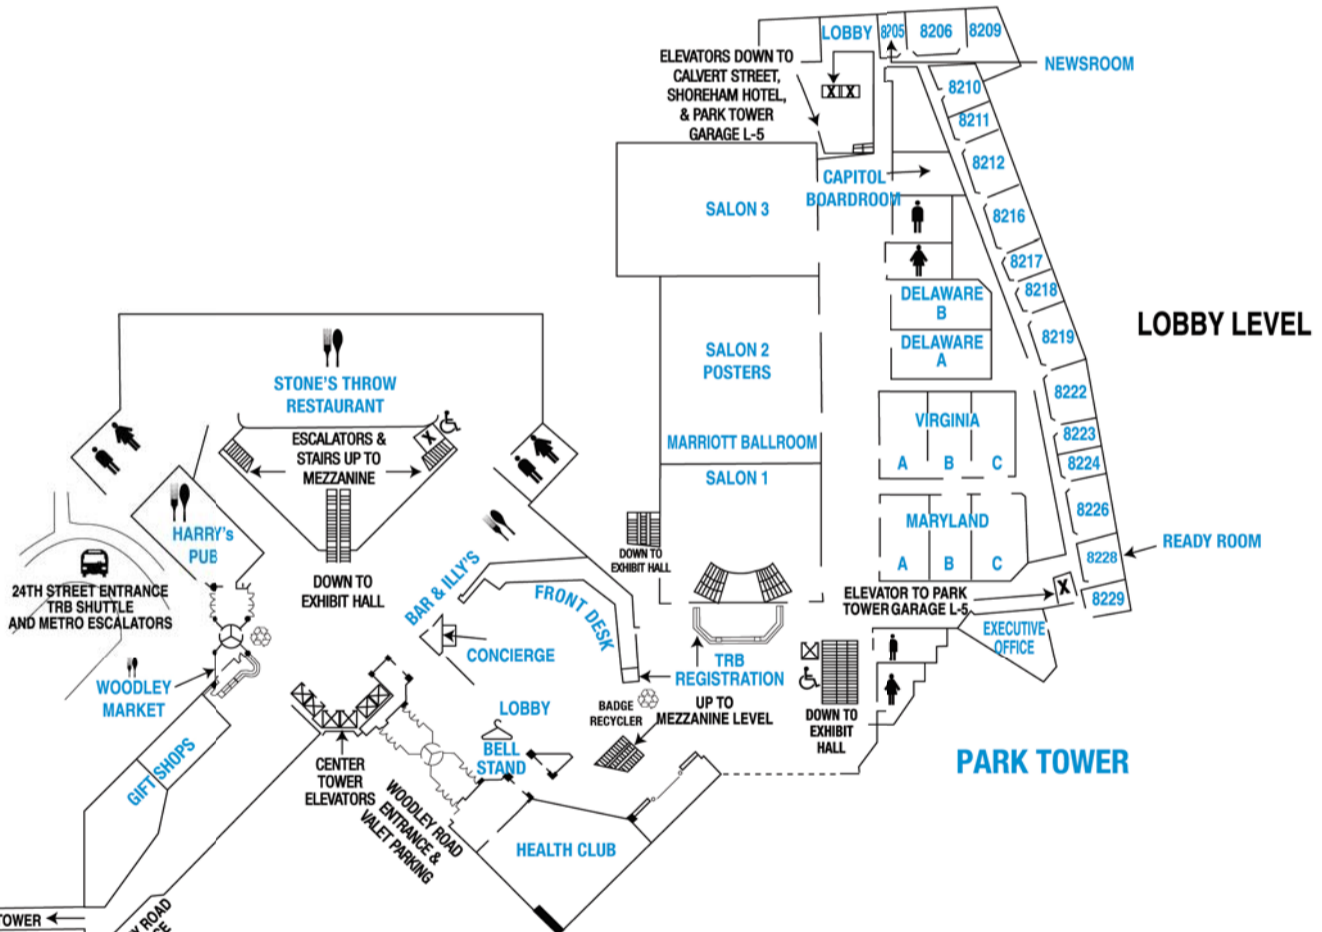 LOBBY
8205
8206
8209
ELEVATORS DOWN TO
CALVERT STREET,
SHOREHAM HOTEL,
& PARK TOWER
GARAGE L-5
X X
NEWSROOM
8210
8211
8212
CAPITOL
BOARDROOM
SALON 3
8216
8217
8218
DELAWARE
B
LOBBY LEVEL
8219
DELAWARE
A
SALON 2
POSTERS
STONE'S THROW
RESTAURANT
8222
VIRGINIA
A B C
8223
8224
MARRIOTT BALLROOM
SALON 1
X
ESCALATORS &
STAIRS UP TO
MEZZANINE
8226
MARYLAND
A B C
HARRY's
PUB
READY ROOM
8228
8229
DOWN TO
EXHIBIT HALL
DOWN TO
EXHIBIT HALL
BAR & ILLY'S
FRONT DESK
24TH STREET ENTRANCE
TRB SHUTTLE
AND METRO ESCALATORS
ELEVATOR TO PARK
TOWER GARAGE L-5
X
EXECUTIVE
OFFICE
CONCIERGE
TRB
REGISTRATION
WOODLEY
MARKET
BADGE
RECYCLER
UP TO
MEZZANINE LEVEL
LOBBY
DOWN TO
EXHIBIT
HALL
BELL
STAND
PARK TOWER
GIFT SHOPS
CENTER
TOWER
ELEVATORS
WOODLEY ROAD
ENTRANCE &
VALET PARKING
HEALTH CLUB
TOWER
ROAD